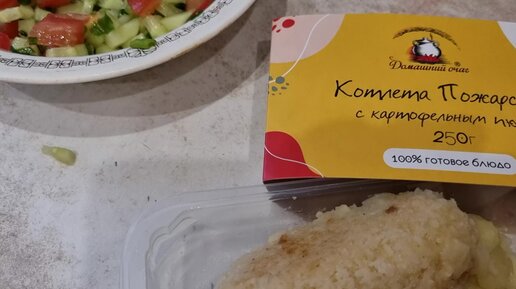 Домашний очаг®
Котлета
с картофельным
250г
100% готовое блюдо